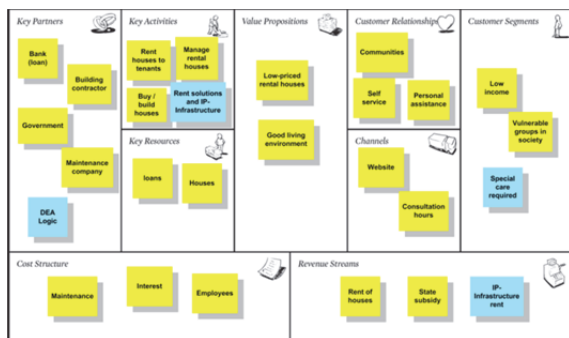 Key Partners
Bank
(loan)
Building
contractor
Government
Maintenance
company
DEA
Logic
Key Activities
Rent
houses to
tenants
Manage
rental
houses
Buy /
build
houses
Rent solutions
and IP-
Infrastructure
Key Resources
loans
Houses
Value Propositions
Low-priced
rental houses
Good living
environment
Customer Relationship
Communities
Self
service
Personal
assistance
Channels
Website
Consultation
hours
Customer Segments
Low
income
Vulnerable
groups in
society
Special
care
required
Cost Structure
Maintenance
Interest
Employees
Revenue Streams
Rent of
houses
State
subsidy
IP-
Infrastructure
rent